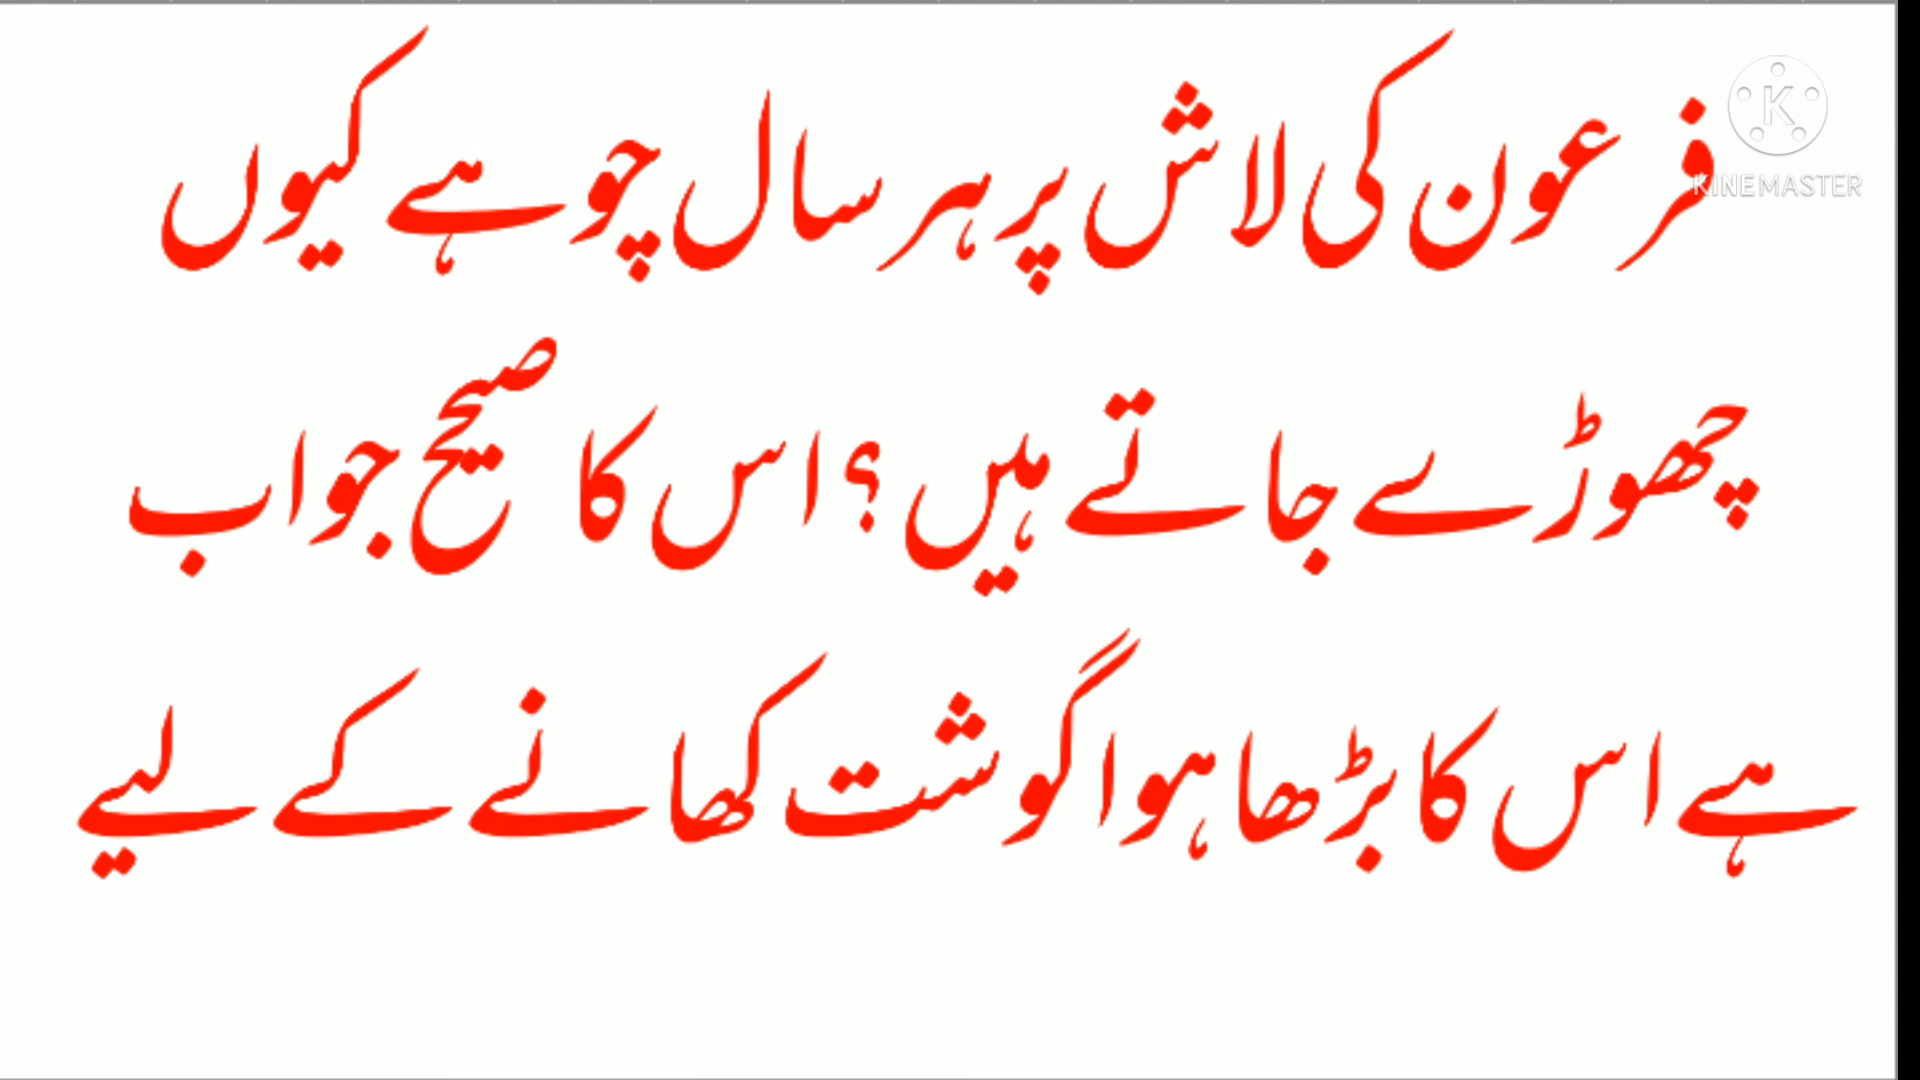 فرعون کی لاش پر ہر سال چوہے کیوں
چھوڑے جاتے ہیں؟ اس کا صحیح جواب
ہے اس کا بڑھا ہوا گوشت کھانے کے لیے
KINEMASTER